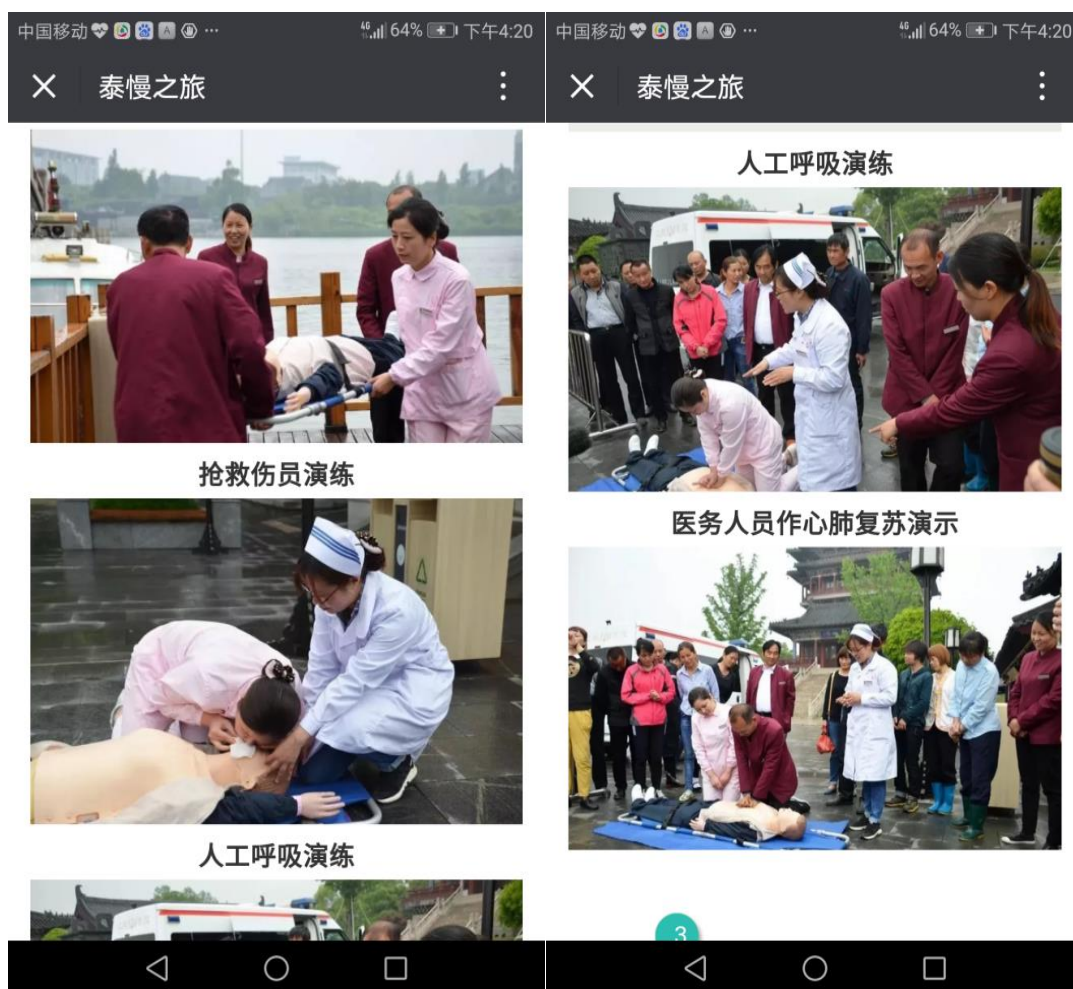 中国移动
46 64% 下午4:20
泰慢之旅
抢救伤员演练
人工呼吸演练
中国移动
46 64% 下午4:20
泰慢之旅
人工呼吸演练
医务人员作心肺复苏演示
3